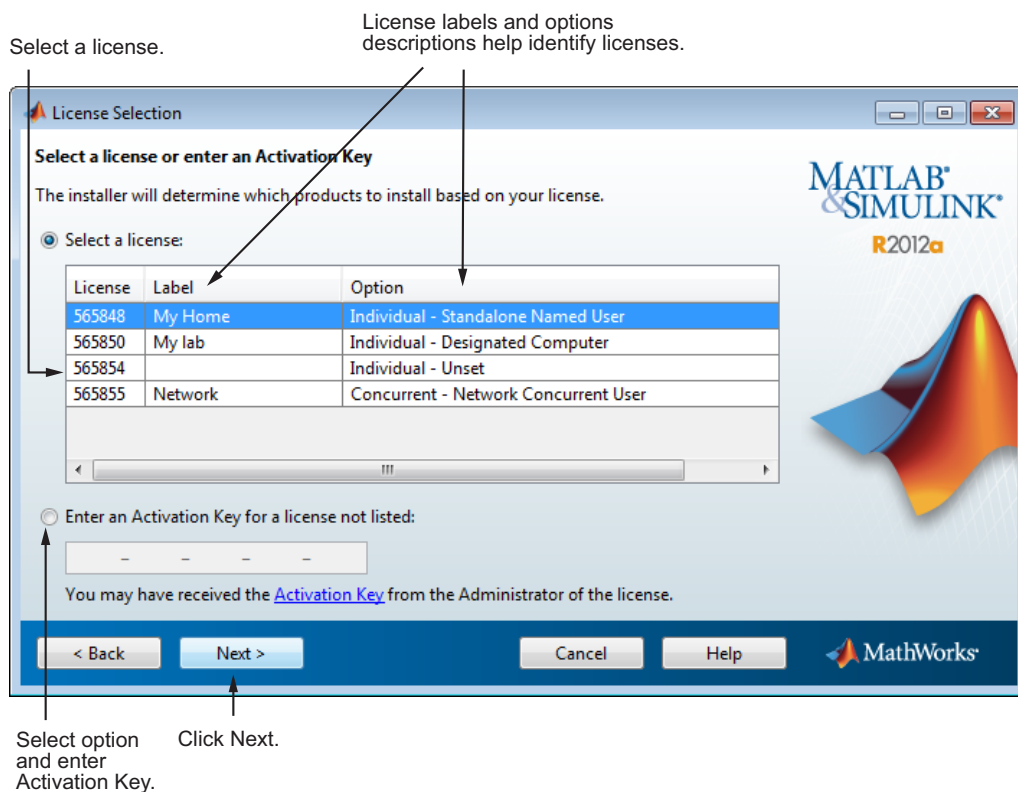 License labels and options
descriptions help identify licenses.
Select a license.
License Selection
Select a license or enter an Activation Key
The installer will determine which products to install based on your license.
MATLAB®
&SIMULINK®
R2012a
Select a license:
License Label Option
565848 My Home Individual - Standalone Named User
565850 My lab Individual - Designated Computer
565854 Individual - Unset
565855 Network Concurrent - Network Concurrent User
Enter an Activation Key for a license not listed:
- - - -
You may have received the Activation Key from the Administrator of the license.
< Back Next > Cancel Help MathWorks®
Select option
and enter
Activation Key.
Click Next.